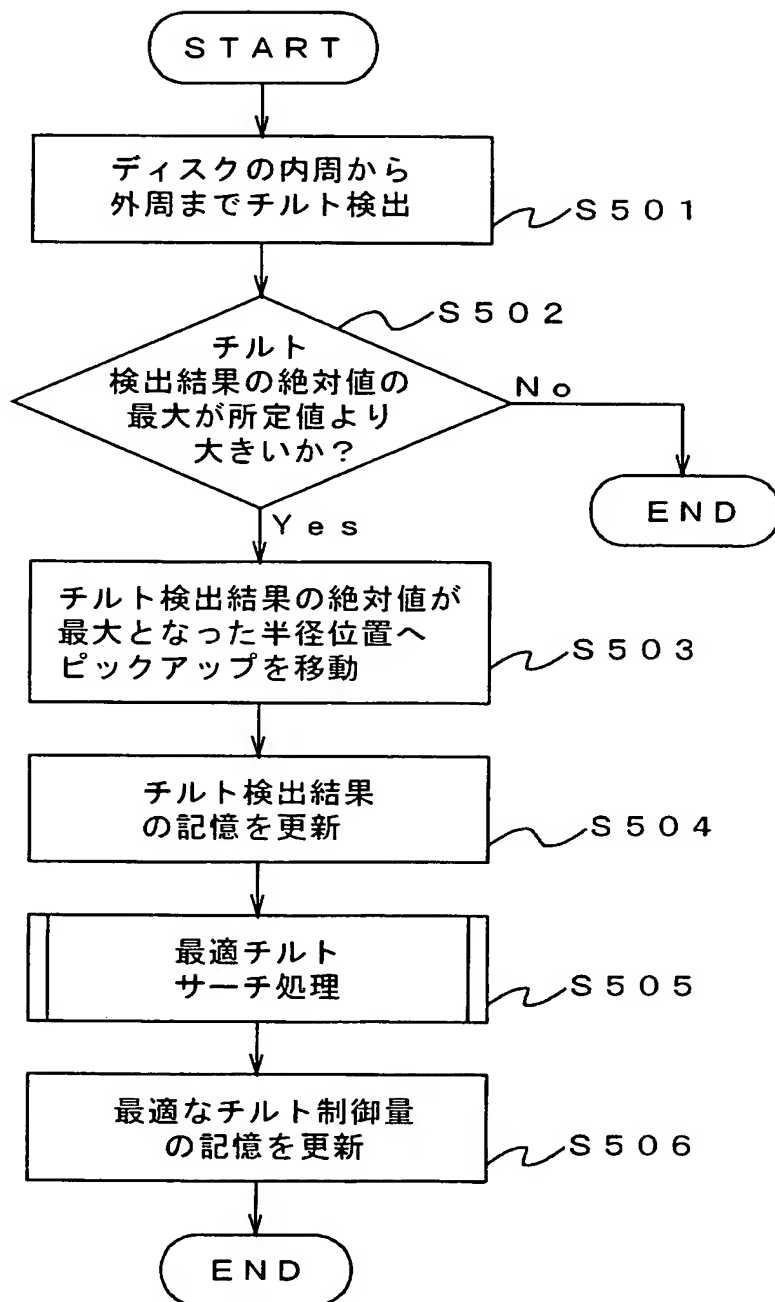 START
ディスクの内周から
外周までチルト検出
S501
S502
チルト
検出結果の絶対値の
最大が所定値より
大きいか?
No
END
Yes
チルト検出結果の絶対値が
最大となった半径位置へ
ピックアップを移動
S503
チルト検出結果
の記憶を更新
S504
最適チルト
サーチ処理
S505
最適なチルト制御量
の記憶を更新
S506
END